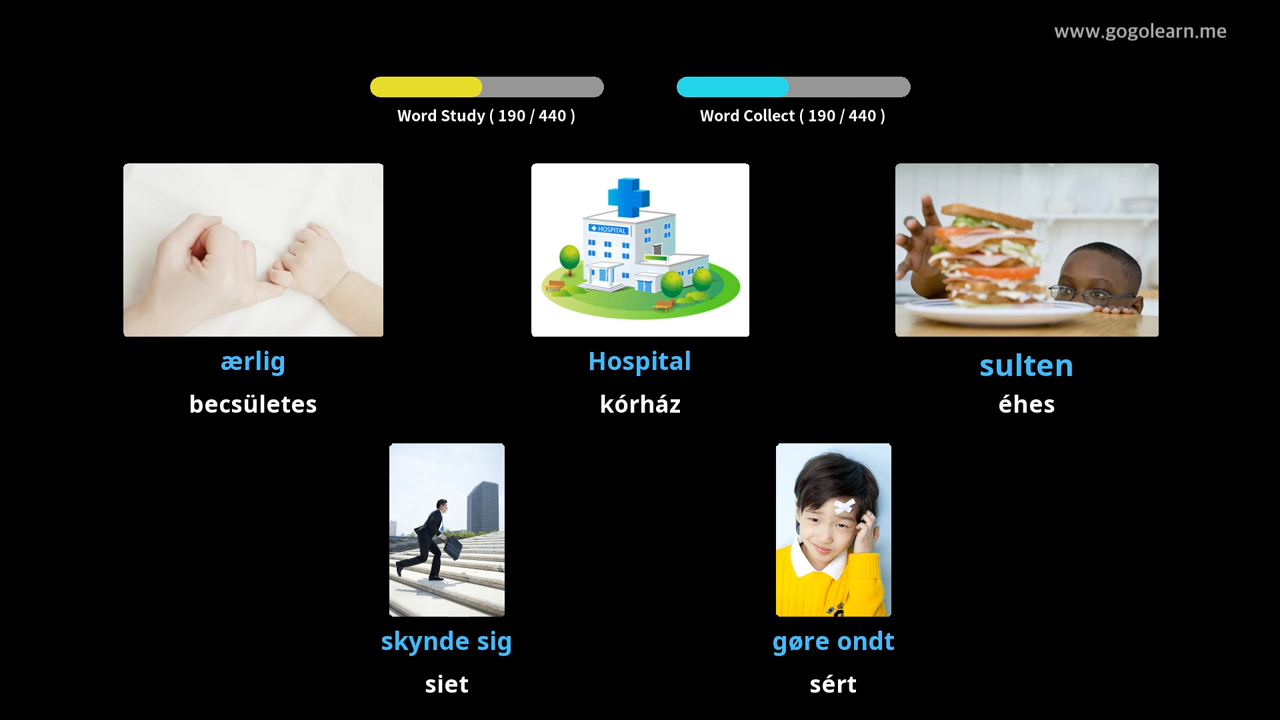 www.gogolearn.me
Word Study ( 190 / 440 )
Word Collect ( 190 / 440 )
HOSPITAL
ærlig
Hospital
sulten
becsületes
kórház
éhes
skynde sig
gøre ondt
siet
sért